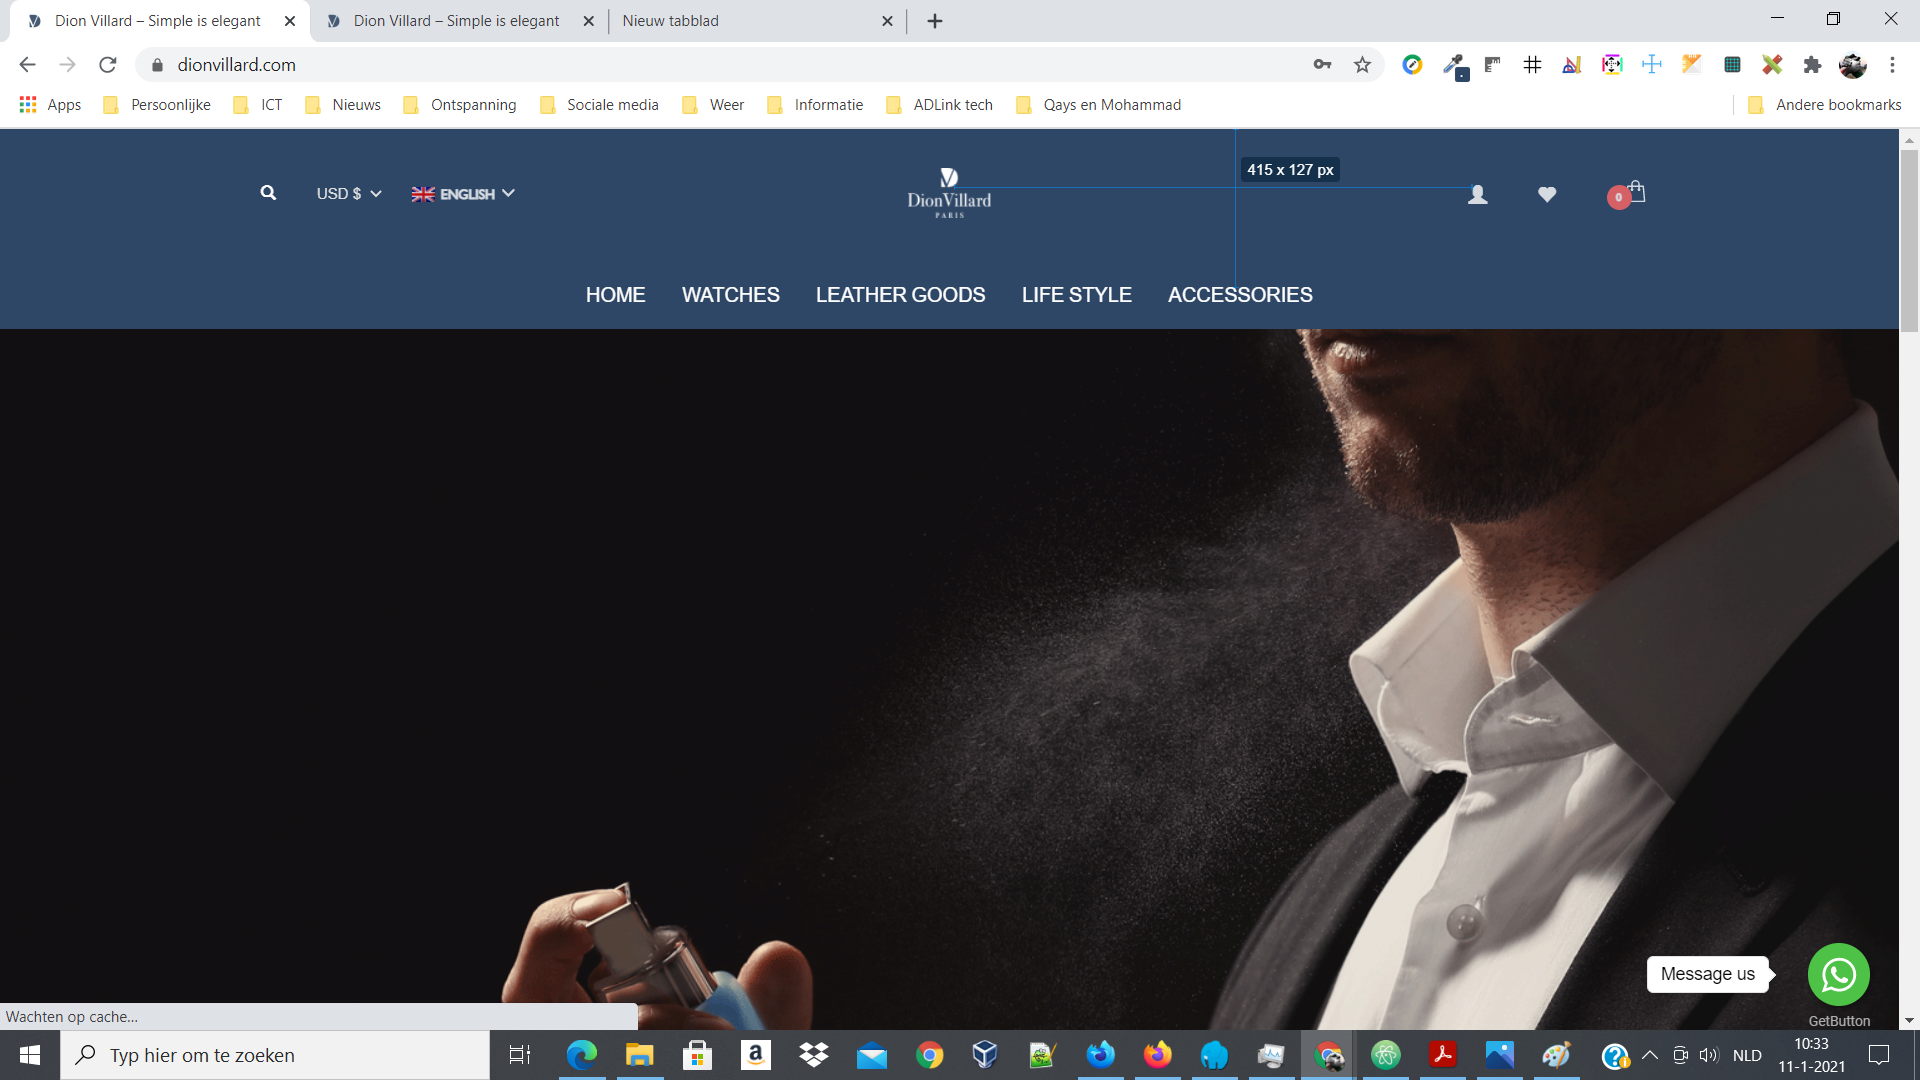 Dion Villard – Simple is elegant
Dion Villard – Simple is elegant
Nieuw tabblad
dionvillard.com
Apps
Persoonlijke
ICT
Nieuws
Ontspanning
Sociale media
Weer
Informatie
ADLink tech
Qays en Mohammad
Andere bookmarks
USD $
ENGLISH
Dion Villard
PARIS
415 x 127 px
0
HOME
WATCHES
LEATHER GOODS
LIFE STYLE
ACCESSORIES
Message us
GetButton
Wachten op cache...
Typ hier om te zoeken
NLD
10:33
11-1-2021